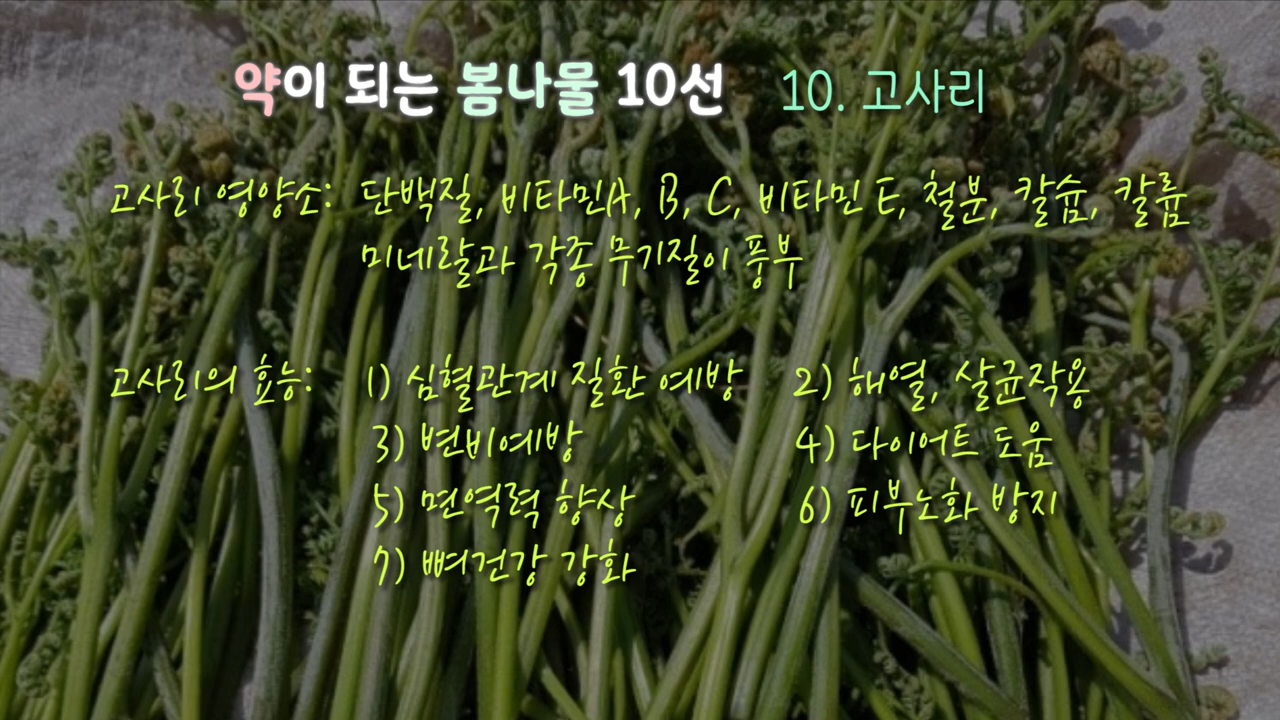 약이 되는 봄나물 10선 10. 고사리
고사리 영양소: 단백질, 비타민A, B, C, 비타민 E, 철분, 칼슘, 칼륨
미네랄과 각종 무기질이 풍부
고사리의 효능: 1) 심혈관계 질환 예방 2) 해열, 살균작용
3) 변비예방 4) 다이어트 도움
5) 면역력 향상 6) 피부노화 방지
7) 뼈건강 강화